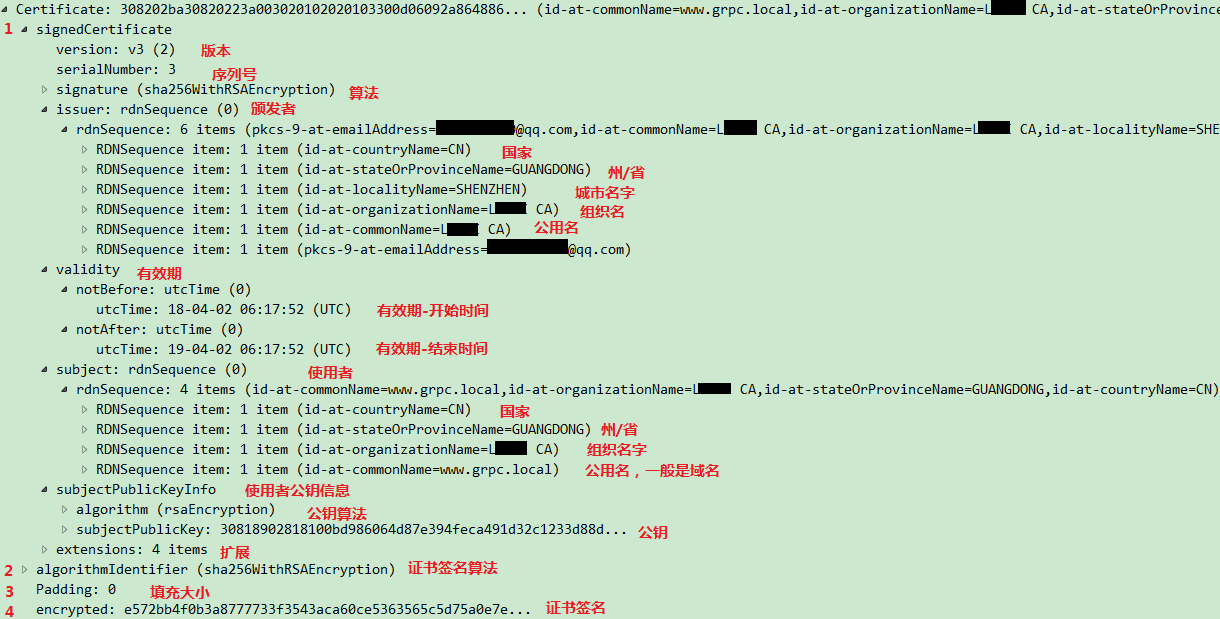 Certificate: 308202ba30820223a003020102020103300d06092a864886... (id-at-commonName=www.grpc.local,id-at-organizationName=L CA,id-at-stateOrProvince
1 signedCertificate
version: v3 (2) 版本
serialNumber: 3 序列号
signature (sha256WithRSAEncryption) 算法
issuer: rdnSequence (0) 颁发者
rdnSequence: 6 items (pkcs-9-at-emailAddress= @qq.com,id-at-commonName=L CA,id-at-organizationName=L CA,id-at-localityName=SHE
RDNSequence item: 1 item (id-at-countryName=CN) 国家
RDNSequence item: 1 item (id-at-stateOrProvinceName=GUANGDONG) 州/省
RDNSequence item: 1 item (id-at-localityName=SHENZHEN) 城市名字
RDNSequence item: 1 item (id-at-organizationName=L CA) 组织名
RDNSequence item: 1 item (id-at-commonName=L CA) 公用名
RDNSequence item: 1 item (pkcs-9-at-emailAddress= @qq.com)
validity 有效期
notBefore: utcTime (0)
utcTime: 18-04-02 06:17:52 (UTC) 有效期-开始时间
notAfter: utcTime (0)
utcTime: 19-04-02 06:17:52 (UTC) 有效期-结束时间
subject: rdnSequence (0) 使用者
rdnSequence: 4 items (id-at-commonName=www.grpc.local,id-at-organizationName=L CA,id-at-stateOrProvinceName=GUANGDONG,id-at-countryName=CN)
RDNSequence item: 1 item (id-at-countryName=CN) 国家
RDNSequence item: 1 item (id-at-stateOrProvinceName=GUANGDONG) 州/省
RDNSequence item: 1 item (id-at-organizationName=L CA) 组织名字
RDNSequence item: 1 item (id-at-commonName=www.grpc.local) 公用名，一般是域名
subjectPublicKeyInfo 使用者公钥信息
algorithm (rsaEncryption) 公钥算法
subjectPublicKey: 30818902818100bd986064d87e394feca491d32c1233d88d... 公钥
extensions: 4 items 扩展
2 algorithmIdentifier (sha256WithRSAEncryption) 证书签名算法
3 Padding: 0 填充大小
4 encrypted: e572bb4f0b3a8777733f3543aca60ce5363565c5d75a0e7e... 证书签名